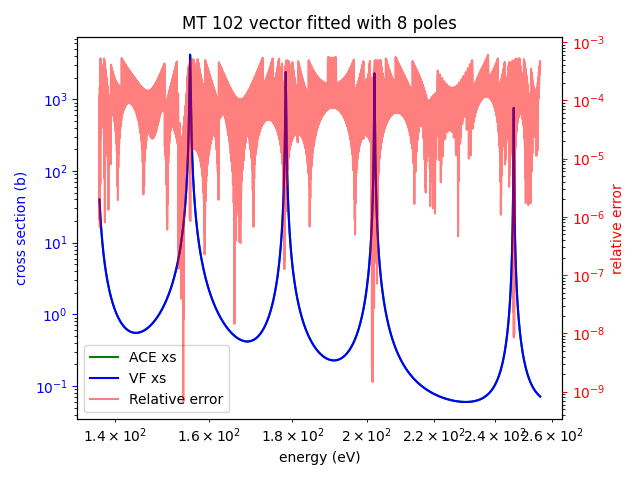 MT 102 vector fitted with 8 poles
cross section (b)
10³
10²
10¹
10⁰
10⁻¹
10⁻³
10⁻⁴
10⁻⁵
10⁻⁶
10⁻⁷
10⁻⁸
10⁻⁹
relative error
ACE xs
VF xs
Relative error
1.4 × 10² 1.6 × 10² 1.8 × 10² 2 × 10² 2.2 × 10² 2.4 × 10² 2.6 × 10²
energy (eV)